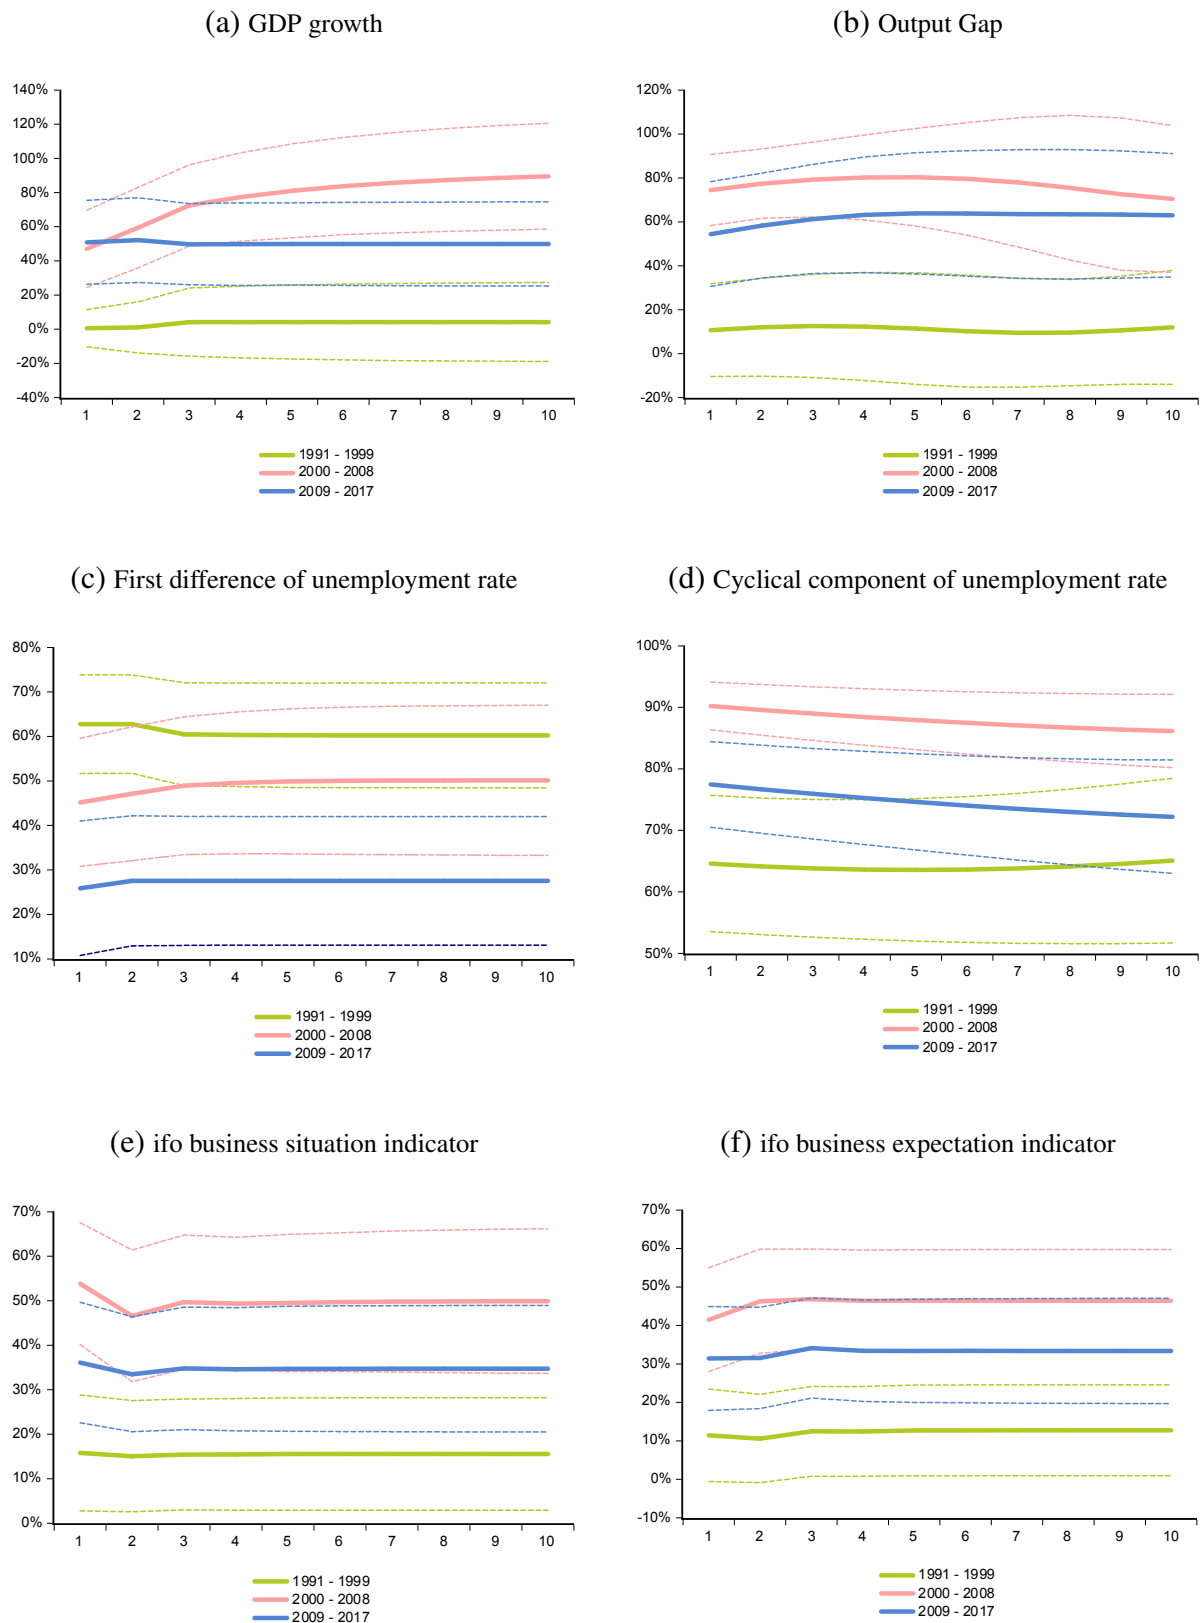 (a) GDP growth
140%
120%
100%
80%
60%
40%
20%
0%
-20%
-40%
1 2 3 4 5 6 7 8 9 10
1991 - 1999
2000 - 2008
2009 - 2017
(b) Output Gap
120%
100%
80%
60%
40%
20%
0%
-20%
1 2 3 4 5 6 7 8 9 10
1991 - 1999
2000 - 2008
2009 - 2017
(c) First difference of unemployment rate
80%
70%
60%
50%
40%
30%
20%
10%
1 2 3 4 5 6 7 8 9 10
1991 - 1999
2000 - 2008
2009 - 2017
(d) Cyclical component of unemployment rate
100%
90%
80%
70%
60%
50%
1 2 3 4 5 6 7 8 9 10
1991 - 1999
2000 - 2008
2009 - 2017
(e) ifo business situation indicator
70%
60%
50%
40%
30%
20%
10%
0%
1 2 3 4 5 6 7 8 9 10
1991 - 1999
2000 - 2008
2009 - 2017
(f) ifo business expectation indicator
70%
60%
50%
40%
30%
20%
10%
0%
-10%
1 2 3 4 5 6 7 8 9 10
1991 - 1999
2000 - 2008
2009 - 2017